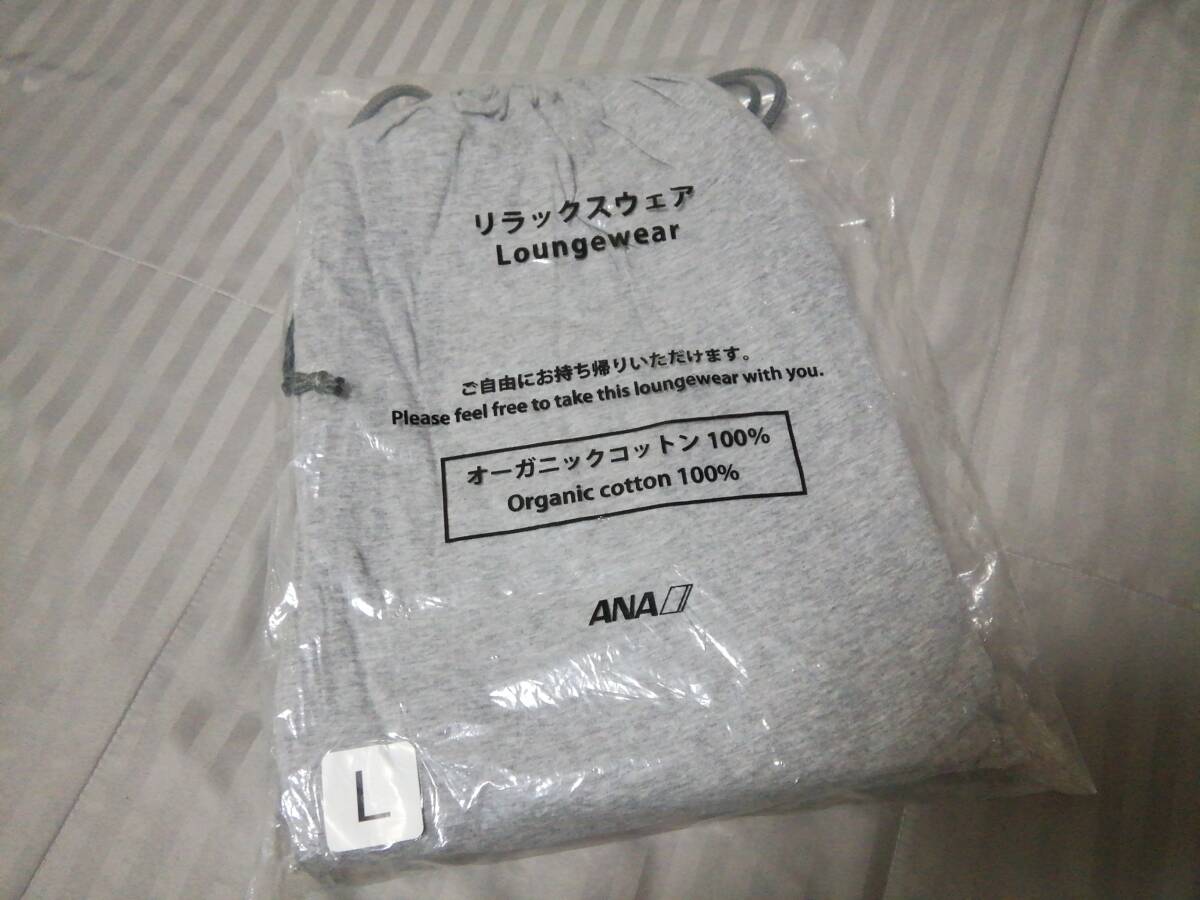 リラックスウェア
Loungewear
ご自由にお持ち帰りいただけます。
Please feel free to take this loungewear with you.
オーガニックコットン 100%
Organic cotton 100%
ANA
L